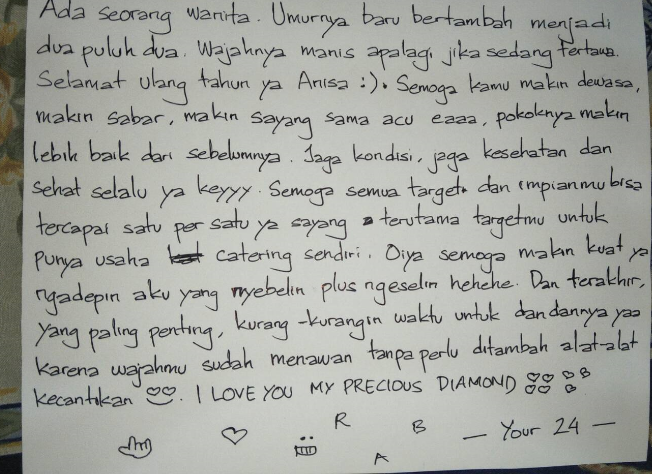 Ada seorang wanita. Umurnya baru bertambah menjadi
dua puluh dua. Wajahnya manis apalagi jika sedang tertawa.
Selamat ulang tahun ya Anisa :). Semoga kamu makin dewasa,
makin sabar, makin sayang sama acu eaaa, pokoknya makin
lebih baik dari sebelumnya. Jaga kondisi, jaga kesehatan dan
sehat selalu ya keyyy. Semoga semua target dan impianmu bisa
tercapai satu per satu ya sayang terutama targetmu untuk
punya usaha catering sendiri. Oiya semoga makin kuat ya
ngadepin aku yang nyebelin plus ngeselin hehehe. Dan terakhir,
yang paling penting, kurang-kurangin waktu untuk dandannya yaa
karena wajahmu sudah menawan tanpa perlu ditambah alat-alat
kecantikan. I LOVE YOU MY PRECIOUS DIAMOND
R B — Your 24 —
A